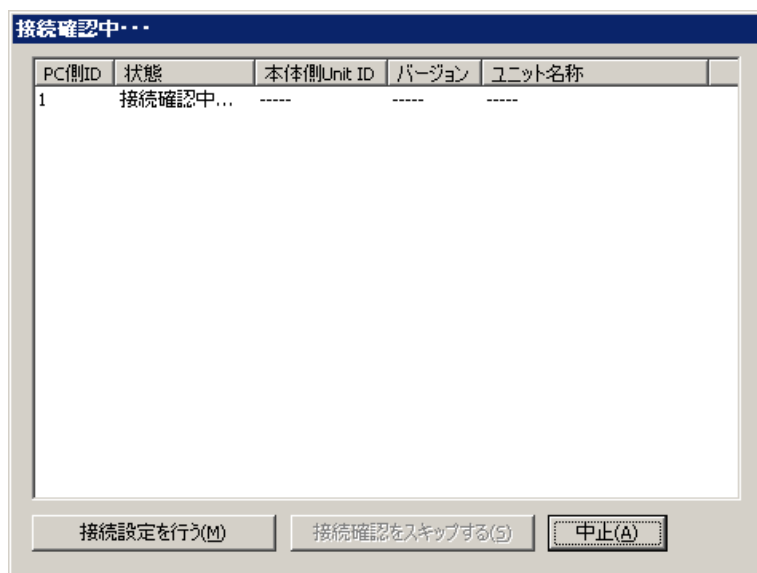 接続確認中・・・
PC側ID 状態 本体側Unit ID バージョン ユニット名称
1 接続確認中... ----- ----- -----
接続設定を行う(M) 接続確認をスキップする(S) 中止(A)